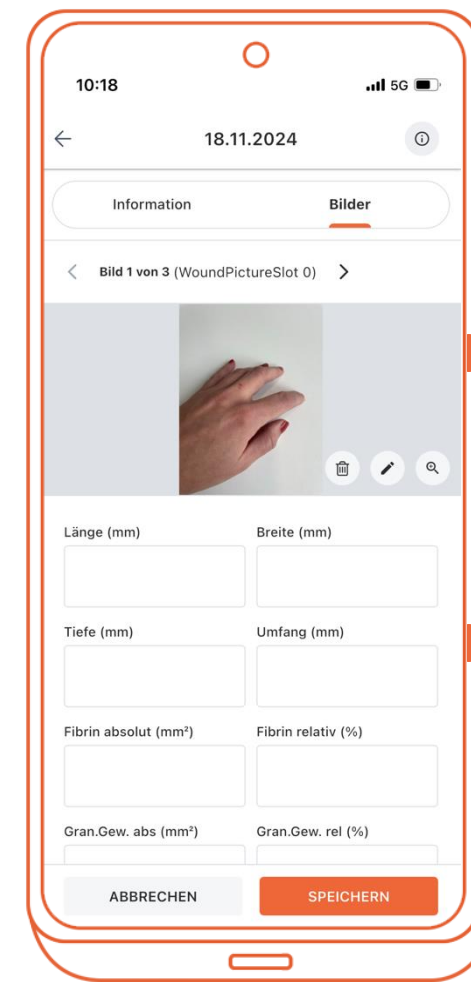 10:18 5G
18.11.2024
Information Bilder
Bild 1 von 3 (WoundPictureSlot 0)
Länge (mm) Breite (mm)
Tiefe (mm) Umfang (mm)
Fibrin absolut (mm²) Fibrin relativ (%)
Gran.Gew. abs (mm²) Gran.Gew. rel (%)
ABBRECHEN SPEICHERN